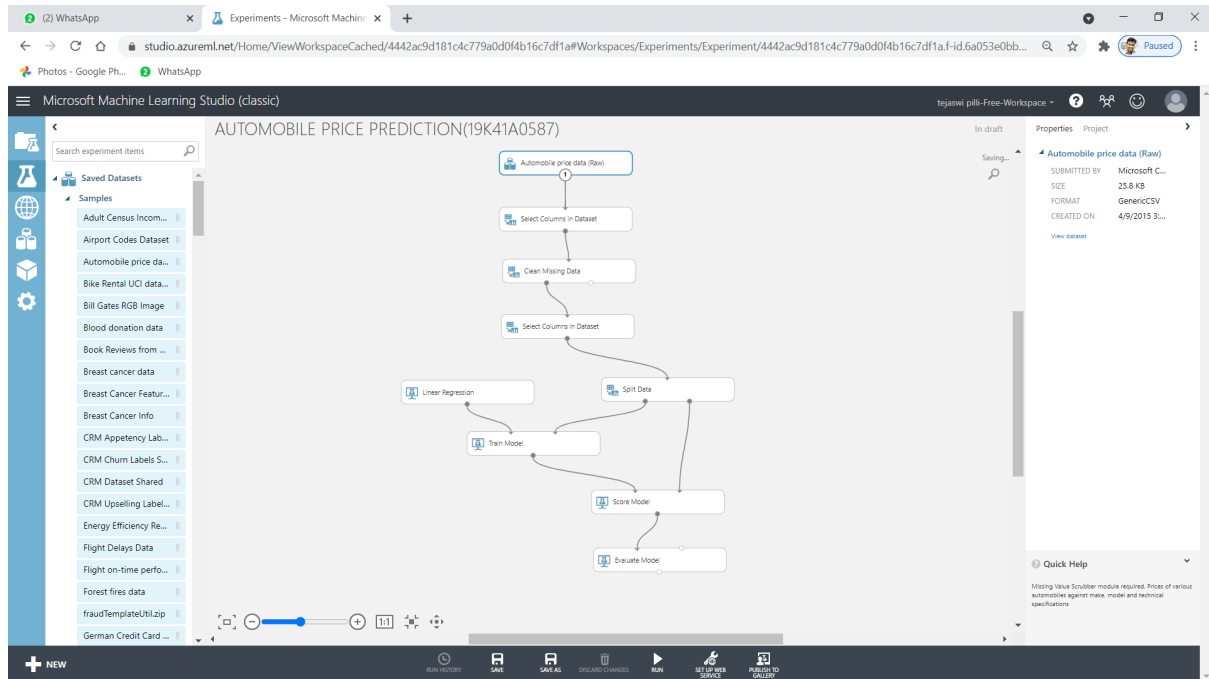 (2) WhatsApp
Experiments - Microsoft Machine
studio.azureml.net/Home/ViewWorkspaceCached/4442ac9d181c4c779a0d0f4b16c7df1a#Workspaces/Experiments/Experiment/4442ac9d181c4c779a0d0f4b16c7df1a.f-id.6a053e0bb...
Paused
Photos - Google Ph...
WhatsApp
Microsoft Machine Learning Studio (classic)
tejaswi pilli-Free-Workspace
Search experiment items
Saved Datasets
Samples
Adult Census Incom...
Airport Codes Dataset
Automobile price da...
Bike Rental UCI data...
Bill Gates RGB Image
Blood donation data
Book Reviews from ...
Breast cancer data
Breast Cancer Featur...
Breast Cancer Info
CRM Appetency Lab...
CRM Churn Labels S...
CRM Dataset Shared
CRM Upselling Label...
Energy Efficiency Re...
Flight Delays Data
Flight on-time perfo...
Forest fires data
fraudTemplateUtil.zip
German Credit Card ...
AUTOMOBILE PRICE PREDICTION(19K41A0587)
In draft
Saving...
Automobile price data (Raw)
1
Select Columns in Dataset
Clean Missing Data
Select Columns in Dataset
Linear Regression
Split Data
Train Model
Score Model
Evaluate Model
1:1
Properties Project
Automobile price data (Raw)
SUBMITTED BY Microsoft C...
SIZE 25.8 KB
FORMAT GenericCSV
CREATED ON 4/9/2015 3:...
View dataset
Quick Help
Missing Value Scrubber module required. Prices of various
automobiles against make, model and technical
specifications
NEW
RUN HISTORY
SAVE
SAVE AS
DISCARD CHANGES
RUN
SET UP WEB
SERVICE
PUBLISH TO
GALLERY